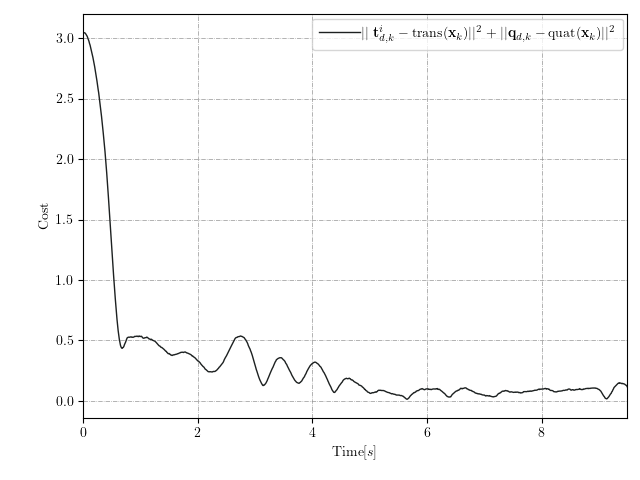 || t^i_{d,k} − trans(x_k)||^2 + ||q_{d,k} − quat(x_k)||^2
3.0
2.5
2.0
1.5
1.0
0.5
0.0
Cost
0 2 4 6 8
Time[s]